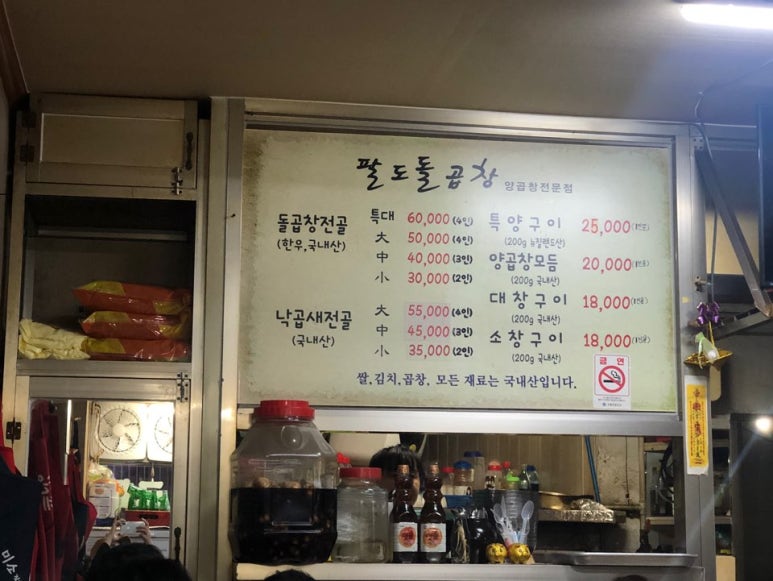 팔도돌곱창 양곱창전문점
돌곱창전골
(한우,국내산)
특대 60,000(4인)
大 50,000(4인)
中 40,000(3인)
小 30,000(2인)
낙곱새전골
(국내산)
大 55,000(4인)
中 45,000(3인)
小 35,000(2인)
특양구이 25,000(1인분)
(200g 뉴질랜드산)
양곱창모듬 20,000(1인분)
(200g 국내산)
대창구이 18,000(1인분)
(200g 국내산)
소창구이 18,000(1인분)
(200g 국내산)
쌀,김치,곱창, 모든 재료는 국내산입니다.
금연